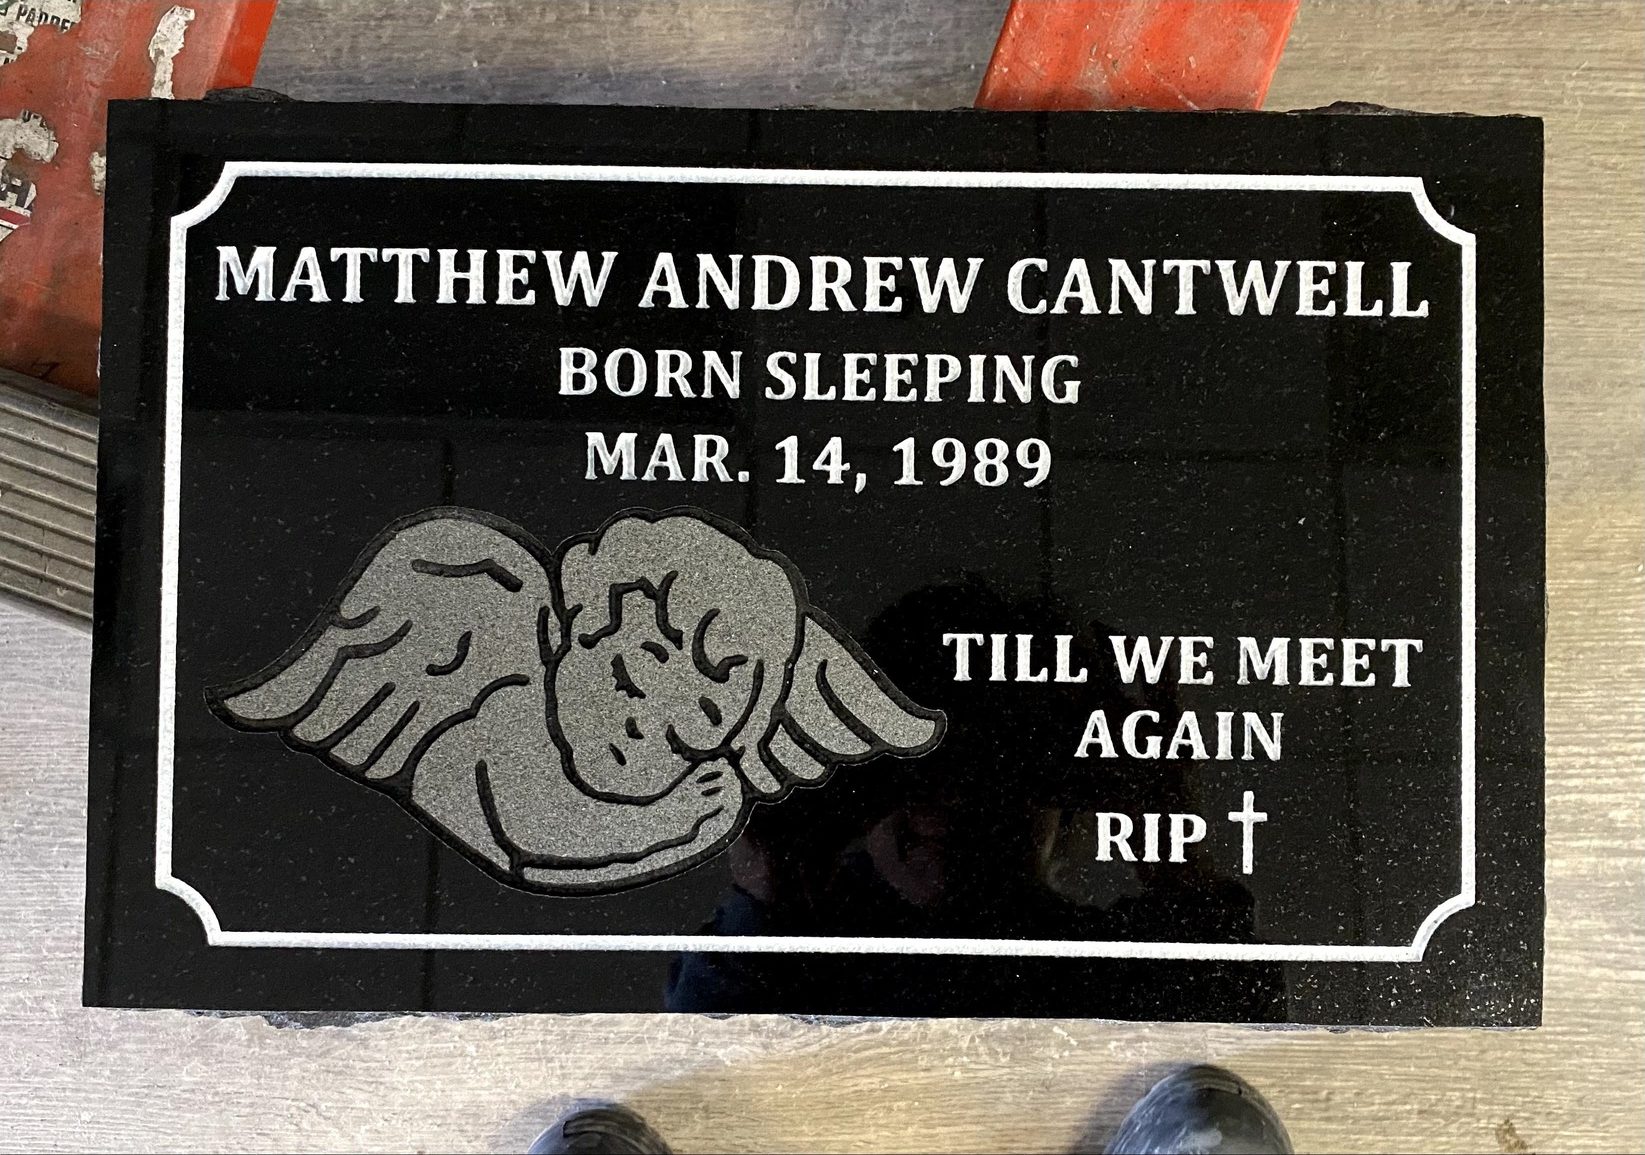 MATTHEW ANDREW CANTWELL
BORN SLEEPING
MAR. 14, 1989
TILL WE MEET
AGAIN
RIP